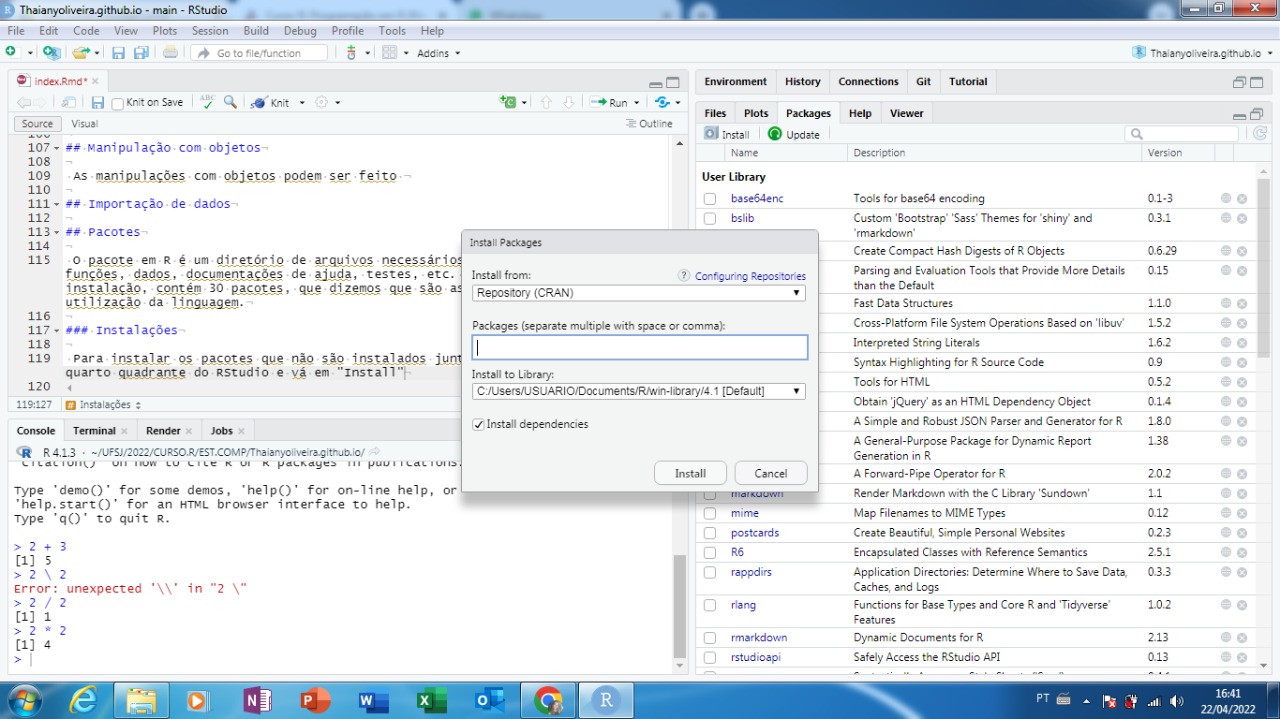 Thaianyoliveira.github.io - main - RStudio
File Edit Code View Plots Session Build Debug Profile Tools Help
Go to file/function
Addins
Thaianyoliveira.github.io
index.Rmd*
Knit on Save
Knit
Run
Source Visual
Outline
107 ## Manipulação com objetos
108
109 As manipulações com objetos podem ser feito
110
111 ## Importação de dados
112
113 ## Pacotes
114
115 O pacote em R é um diretório de arquivos necessários
funções, dados, documentações de ajuda, testes, etc.
instalação, contém 30 pacotes, que dizemos que são as
utilização da linguagem.
116
117 ### Instalações
118
119 Para instalar os pacotes que não são instalados junt
quarto quadrante do RStudio e vá em "Install"
120
119:127 Instalações
Console Terminal Render Jobs
R 4.1.3 · ~/UFSJ/2022/CURSO.R/EST.COMP/Thaianyoliveira.github.io/
'citation()' on how to cite R or R packages in publications.
Type 'demo()' for some demos, 'help()' for on-line help, or
'help.start()' for an HTML browser interface to help.
Type 'q()' to quit R.
> 2 + 3
[1] 5
> 2 \ 2
Error: unexpected '\\' in "2 \"
> 2 / 2
[1] 1
> 2 * 2
[1] 4
>
Install Packages
Install from:
? Configuring Repositories
Repository (CRAN)
Packages (separate multiple with space or comma):
Install to Library:
C:/Users/USUARIO/Documents/R/win-library/4.1 [Default]
Install dependencies
Install Cancel
Environment History Connections Git Tutorial
Files Plots Packages Help Viewer
Install Update
Name Description Version
User Library
base64enc Tools for base64 encoding 0.1-3
bslib Custom 'Bootstrap' 'Sass' Themes for 'shiny' and 0.3.1
'rmarkdown'
Create Compact Hash Digests of R Objects 0.6.29
Parsing and Evaluation Tools that Provide More Details 0.15
than the Default
Fast Data Structures 1.1.0
Cross-Platform File System Operations Based on 'libuv' 1.5.2
Interpreted String Literals 1.6.2
Syntax Highlighting for R Source Code 0.9
Tools for HTML 0.5.2
Obtain 'jQuery' as an HTML Dependency Object 0.1.4
A Simple and Robust JSON Parser and Generator for R 1.8.0
A General-Purpose Package for Dynamic Report 1.38
Generation in R
A Forward-Pipe Operator for R 2.0.2
markdown Render Markdown with the C Library 'Sundown' 1.1
mime Map Filenames to MIME Types 0.12
postcards Create Beautiful, Simple Personal Websites 0.2.3
R6 Encapsulated Classes with Reference Semantics 2.5.1
rappdirs Application Directories: Determine Where to Save Data, 0.3.3
Caches, and Logs
rlang Functions for Base Types and Core R and 'Tidyverse' 1.0.2
Features
rmarkdown Dynamic Documents for R 2.13
rstudioapi Safely Access the RStudio API 0.13
PT
16:41
22/04/2022